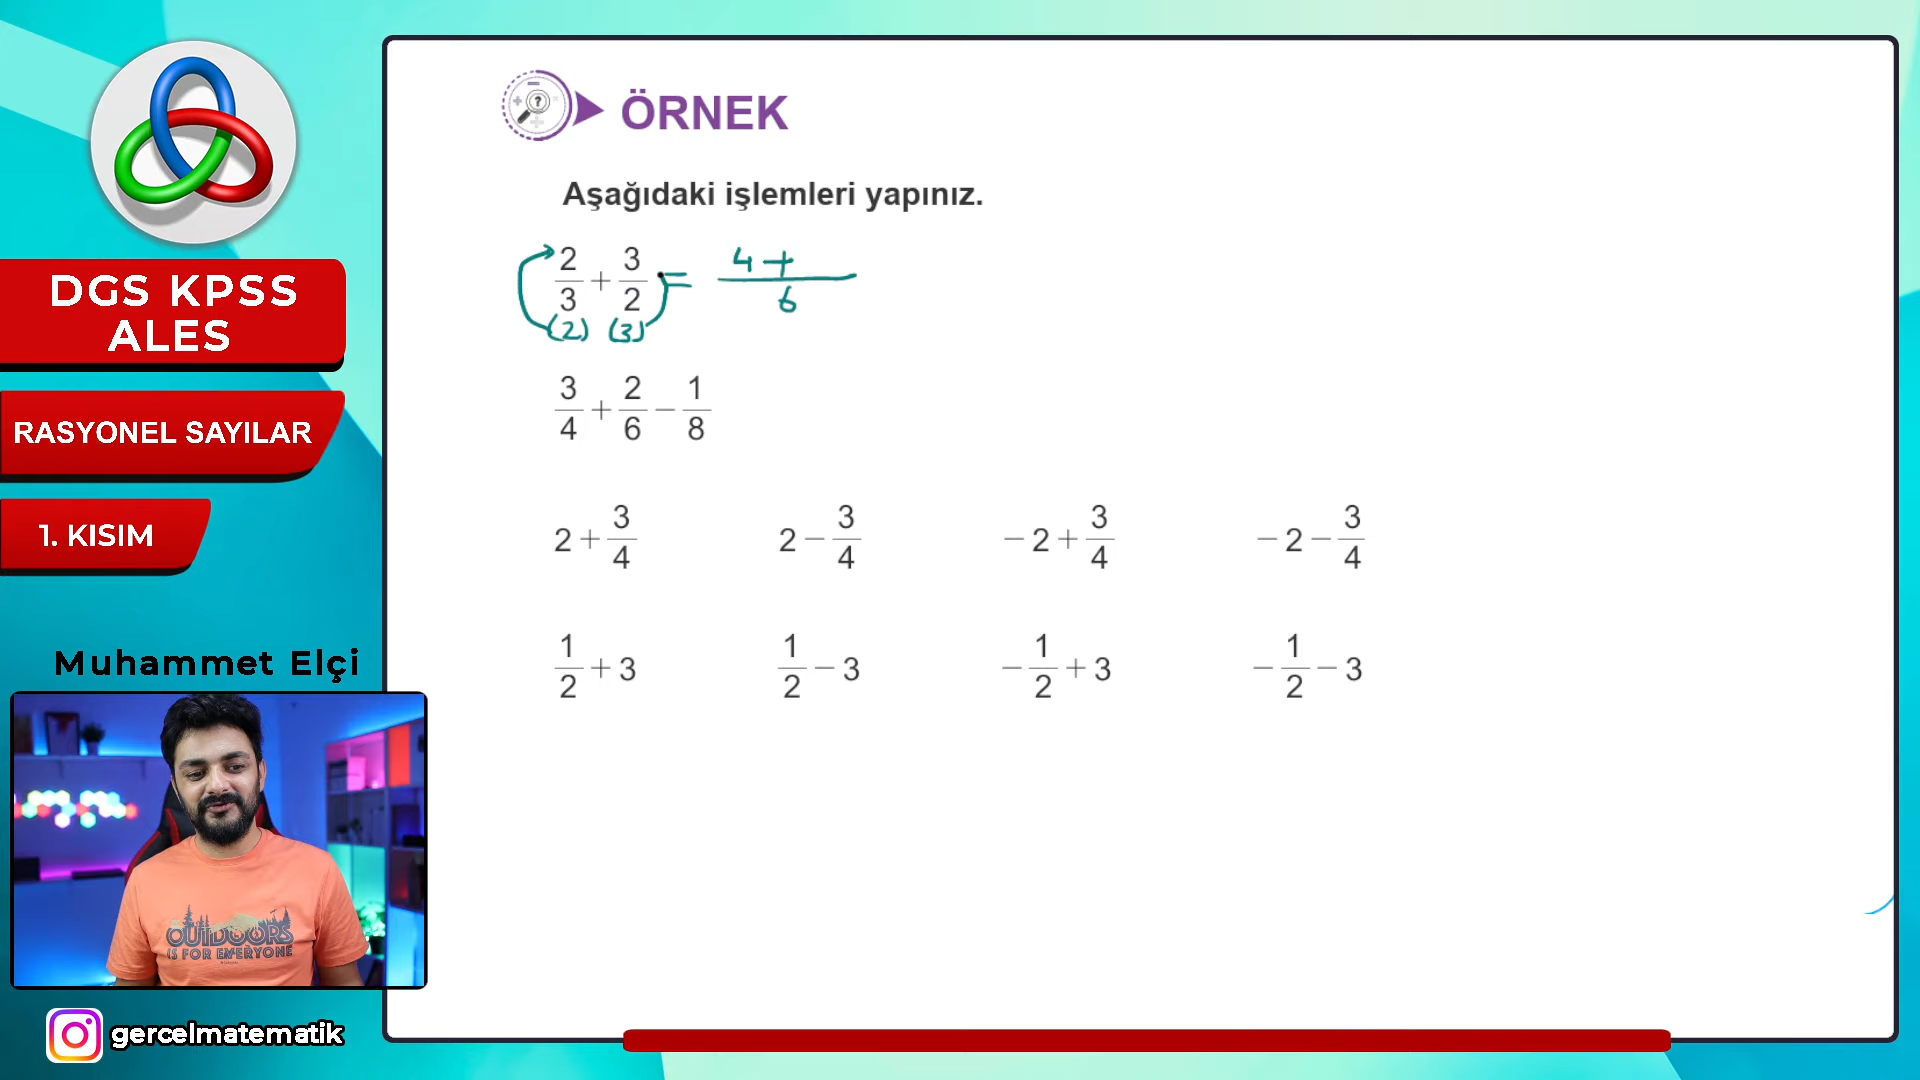 DGS KPSS
ALES
RASYONEL SAYILAR
1. KISIM
Muhammet Elçi
OUTDOORS
IS FOR EVERYONE
gercelmatematik
ÖRNEK
Aşağıdaki işlemleri yapınız.
2/3 + 3/2 = 4+ /6
(2) (3)
3/4 + 2/6 − 1/8
2 + 3/4 2 − 3/4 −2 + 3/4 −2 − 3/4
1/2 + 3 1/2 − 3 −1/2 + 3 −1/2 − 3